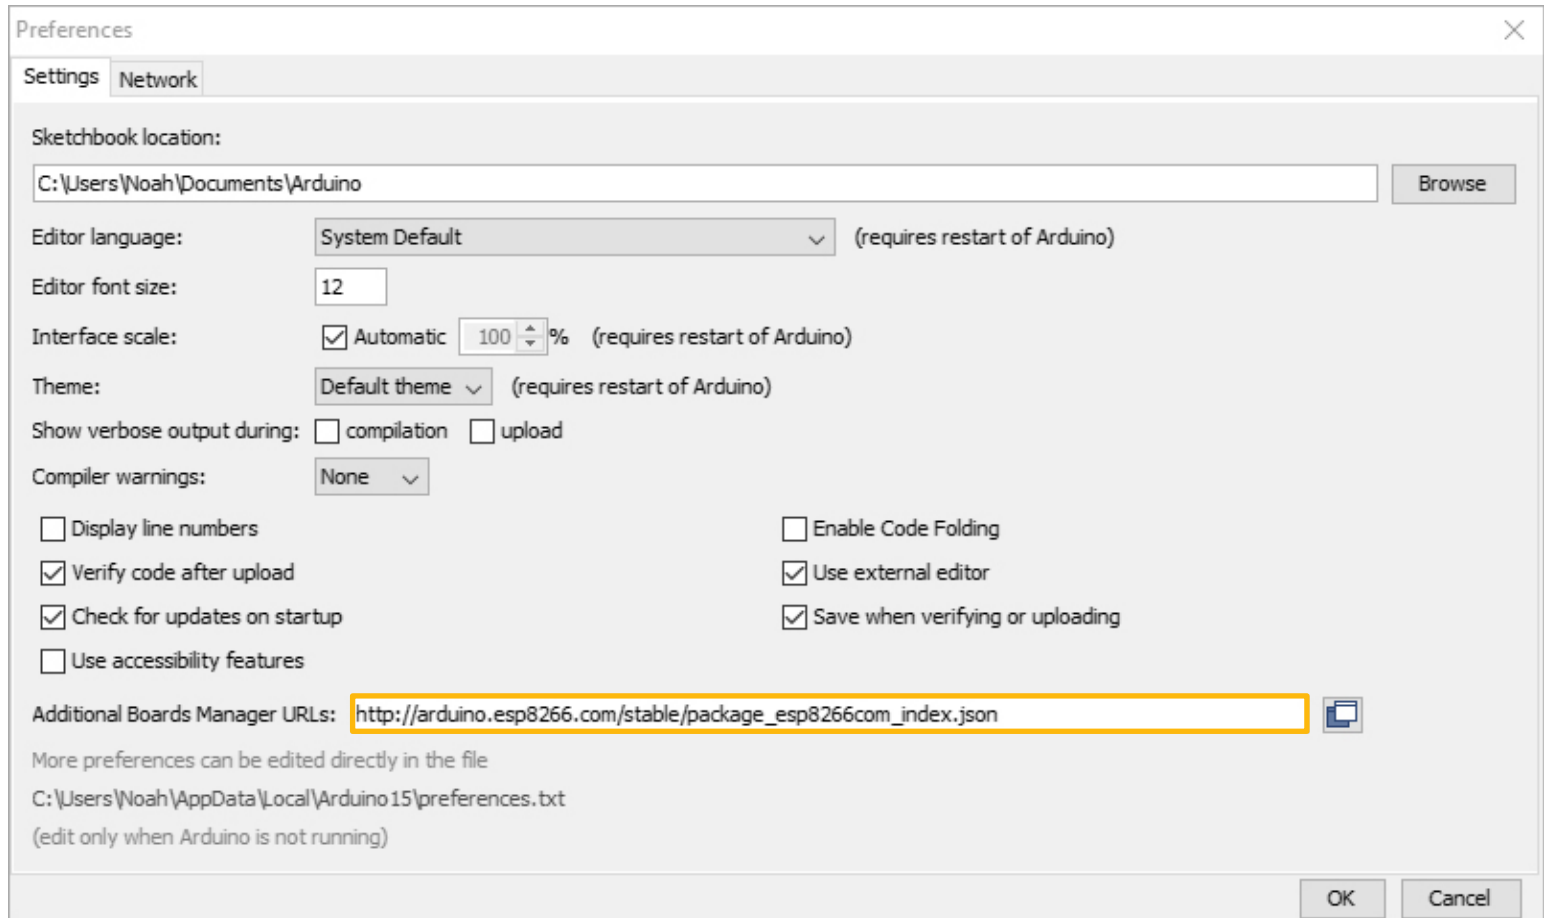 Preferences
Settings Network
Sketchbook location:
C:\Users\Noah\Documents\Arduino Browse
Editor language: System Default (requires restart of Arduino)
Editor font size: 12
Interface scale: Automatic 100 % (requires restart of Arduino)
Theme: Default theme (requires restart of Arduino)
Show verbose output during: compilation upload
Compiler warnings: None
Display line numbers Enable Code Folding
Verify code after upload Use external editor
Check for updates on startup Save when verifying or uploading
Use accessibility features
Additional Boards Manager URLs: http://arduino.esp8266.com/stable/package_esp8266com_index.json
More preferences can be edited directly in the file
C:\Users\Noah\AppData\Local\Arduino15\preferences.txt
(edit only when Arduino is not running)
OK Cancel